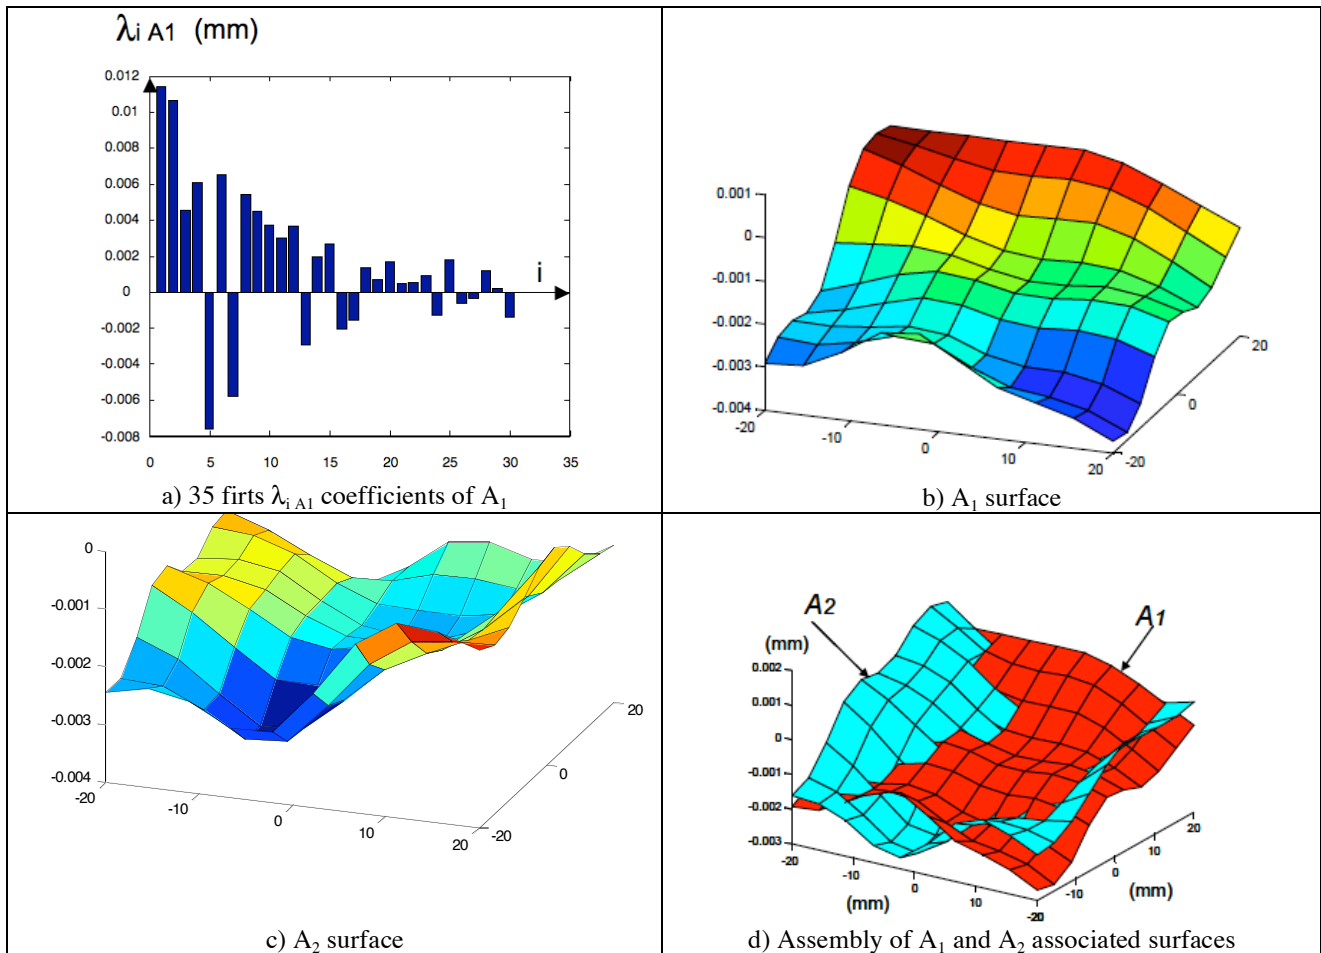 λi A1 (mm)
0.012
0.01
0.008
0.006
0.004
0.002
0
-0.002
-0.004
-0.006
-0.008
i
0 5 10 15 20 25 30 35
a) 35 firts λi A1 coefficients of A1
0.001
0
-0.001
-0.002
-0.003
-0.004
-20 -10 0 10 20
-20 0 20
b) A1 surface
0
-0.001
-0.002
-0.003
-0.004
-20 -10 0 10 20
-20 0 20
c) A2 surface
A2
A1
(mm)
0.002
0.001
0
-0.001
-0.002
-0.003
-20 -10 0 10 -20
-10 0 10 20
(mm)
(mm)
d) Assembly of A1 and A2 associated surfaces